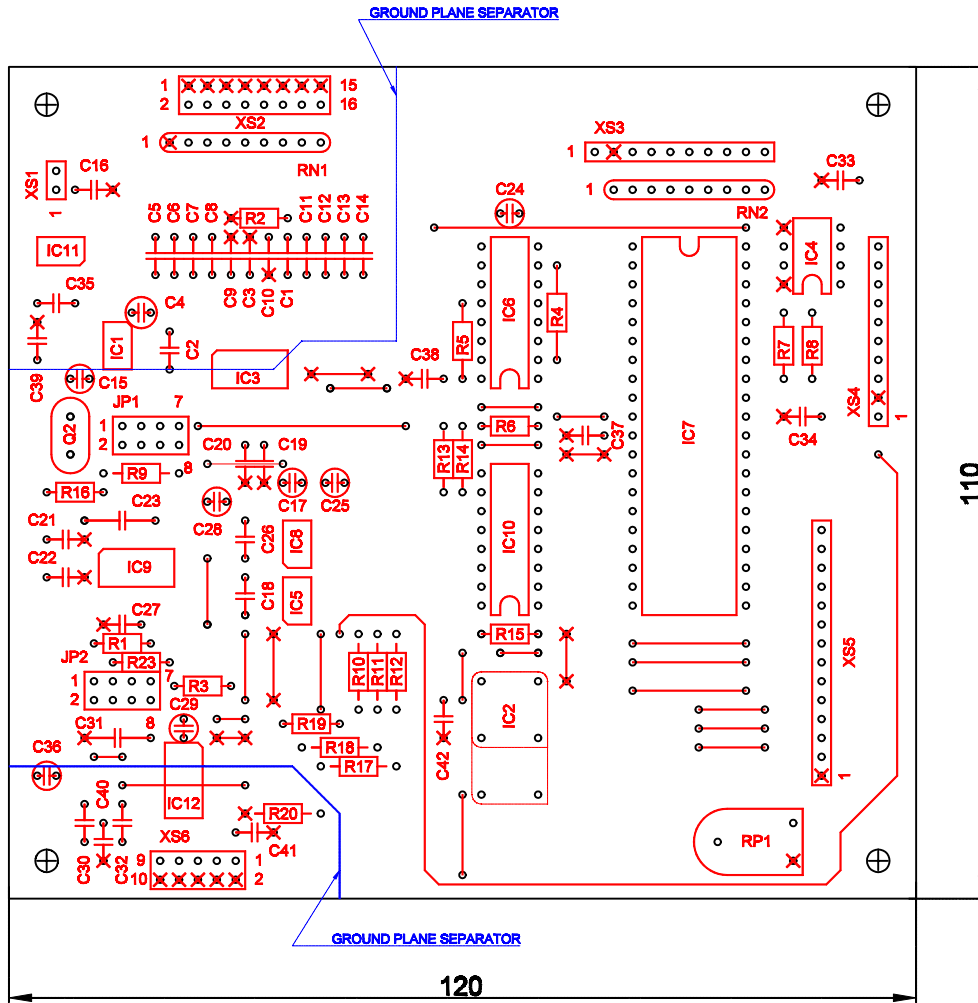 GROUND PLANE SEPARATOR
1 15
2 16
XS2
XS3
1
1
RN1
C16
XS1
1
C33
C24
1
RN2
C5 C6 C7 C8 R2 C11 C12 C13 C14
IC11
IC4
C9 C3 C10 C1
C35
C4
IC6
R4
R5
R7 R8
C39
IC1
C2
IC3
C38
C15
XS4
1
JP1 7
1
2
8
Q2
C20 C19
R6
C37
IC7
C34
R13 R14
R9
R16
C17 C25
110
C23
C28
C21
C26
IC8
IC10
C22
IC9
C18
IC5
C27
R1
R15
JP2
R23
1 7
2
8
R3
R10 R11 R12
XS5
IC2
C29
C31
R19
C42
R18
C36
R17
1
C40
IC12
R20
XS6
C41
RP1
C30 C32
9 1
10 2
GROUND PLANE SEPARATOR
120